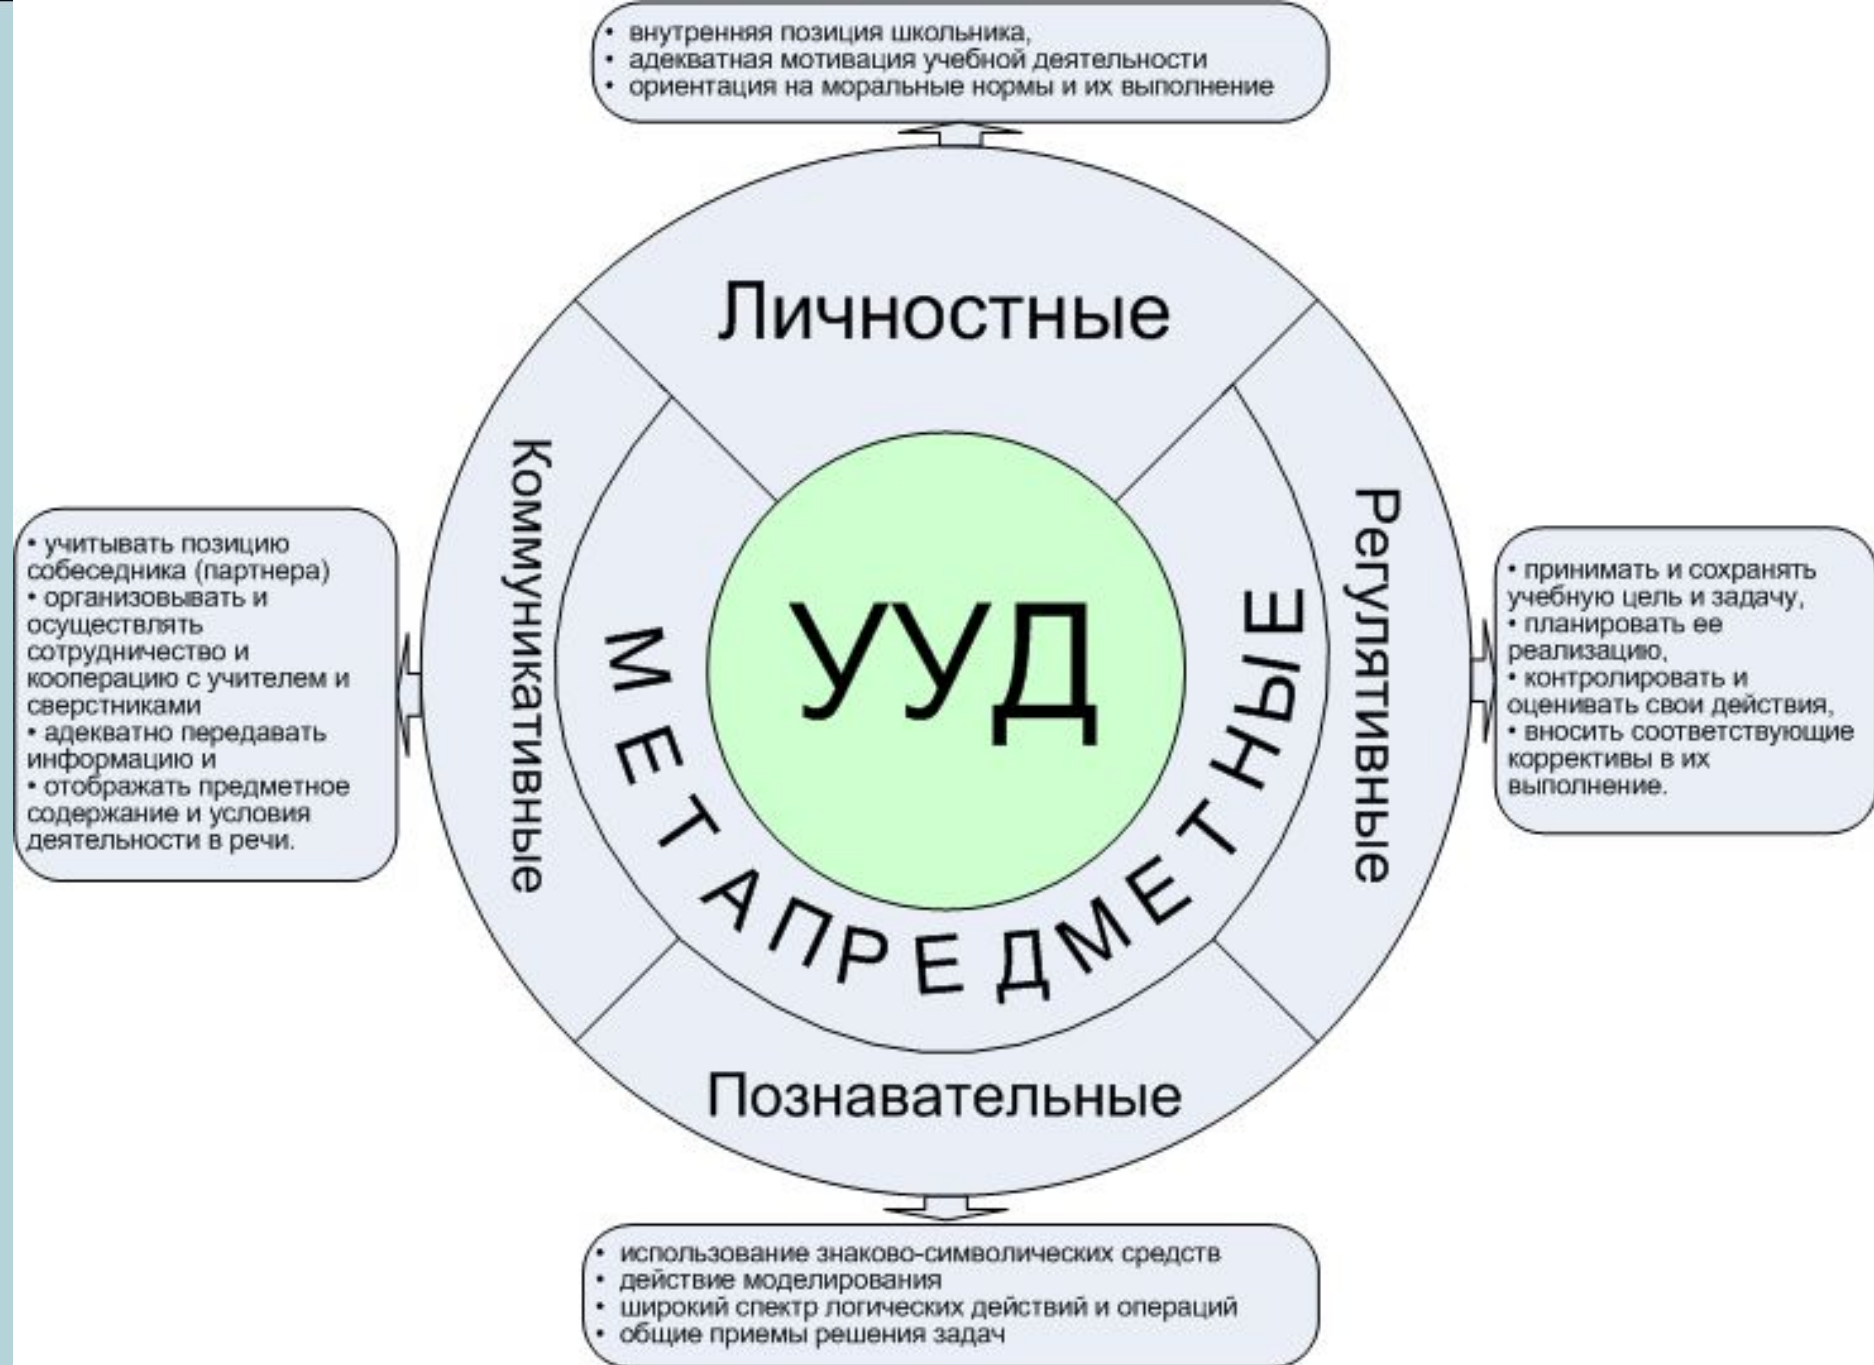 • внутренняя позиция школьника,
• адекватная мотивация учебной деятельности
• ориентация на моральные нормы и их выполнение
Личностные
Коммуникативные
• учитывать позицию
собеседника (партнера)
• организовывать и
осуществлять
сотрудничество и
кооперацию с учителем и
сверстниками
• адекватно передавать
информацию и
• отображать предметное
содержание и условия
деятельности в речи.
УУД
МЕТАПРЕДМЕТНЫЕ
Регулятивные
• принимать и сохранять
учебную цель и задачу,
• планировать ее
реализацию,
• контролировать и
оценивать свои действия,
• вносить соответствующие
коррективы в их
выполнение.
Познавательные
• использование знаково-символических средств
• действие моделирования
• широкий спектр логических действий и операций
• общие приемы решения задач